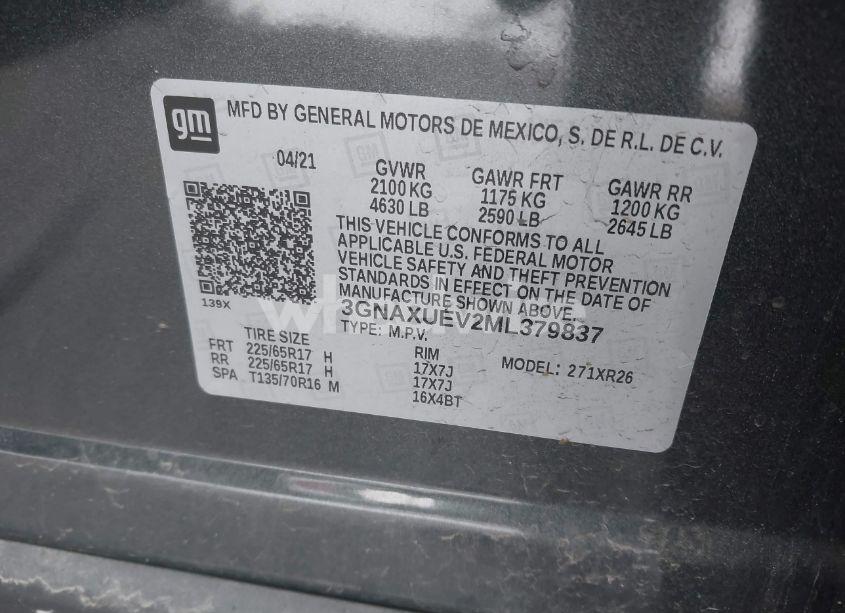 gm MFD BY GENERAL MOTORS DE MEXICO, S. DE R.L. DE C.V.
04/21
GVWR
2100 KG
4630 LB
GAWR FRT
1175 KG
2590 LB
GAWR RR
1200 KG
2645 LB
THIS VEHICLE CONFORMS TO ALL
APPLICABLE U.S. FEDERAL MOTOR
VEHICLE SAFETY AND THEFT PREVENTION
STANDARDS IN EFFECT ON THE DATE OF
MANUFACTURE SHOWN ABOVE.
139X
3GNAXUEV2ML379837
TYPE: M.P.V.
MODEL: 271XR26
TIRE SIZE RIM
FRT 225/65R17 H 17X7J
RR 225/65R17 H 17X7J
SPA T135/70R16 M 16X4BT